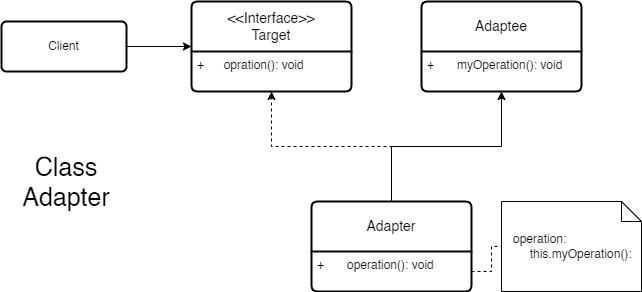 Client
<<Interface>>
Target
+ opration(): void
Adaptee
+ myOperation(): void
Class
Adapter
Adapter
+ operation(): void
operation:
this.myOperation():